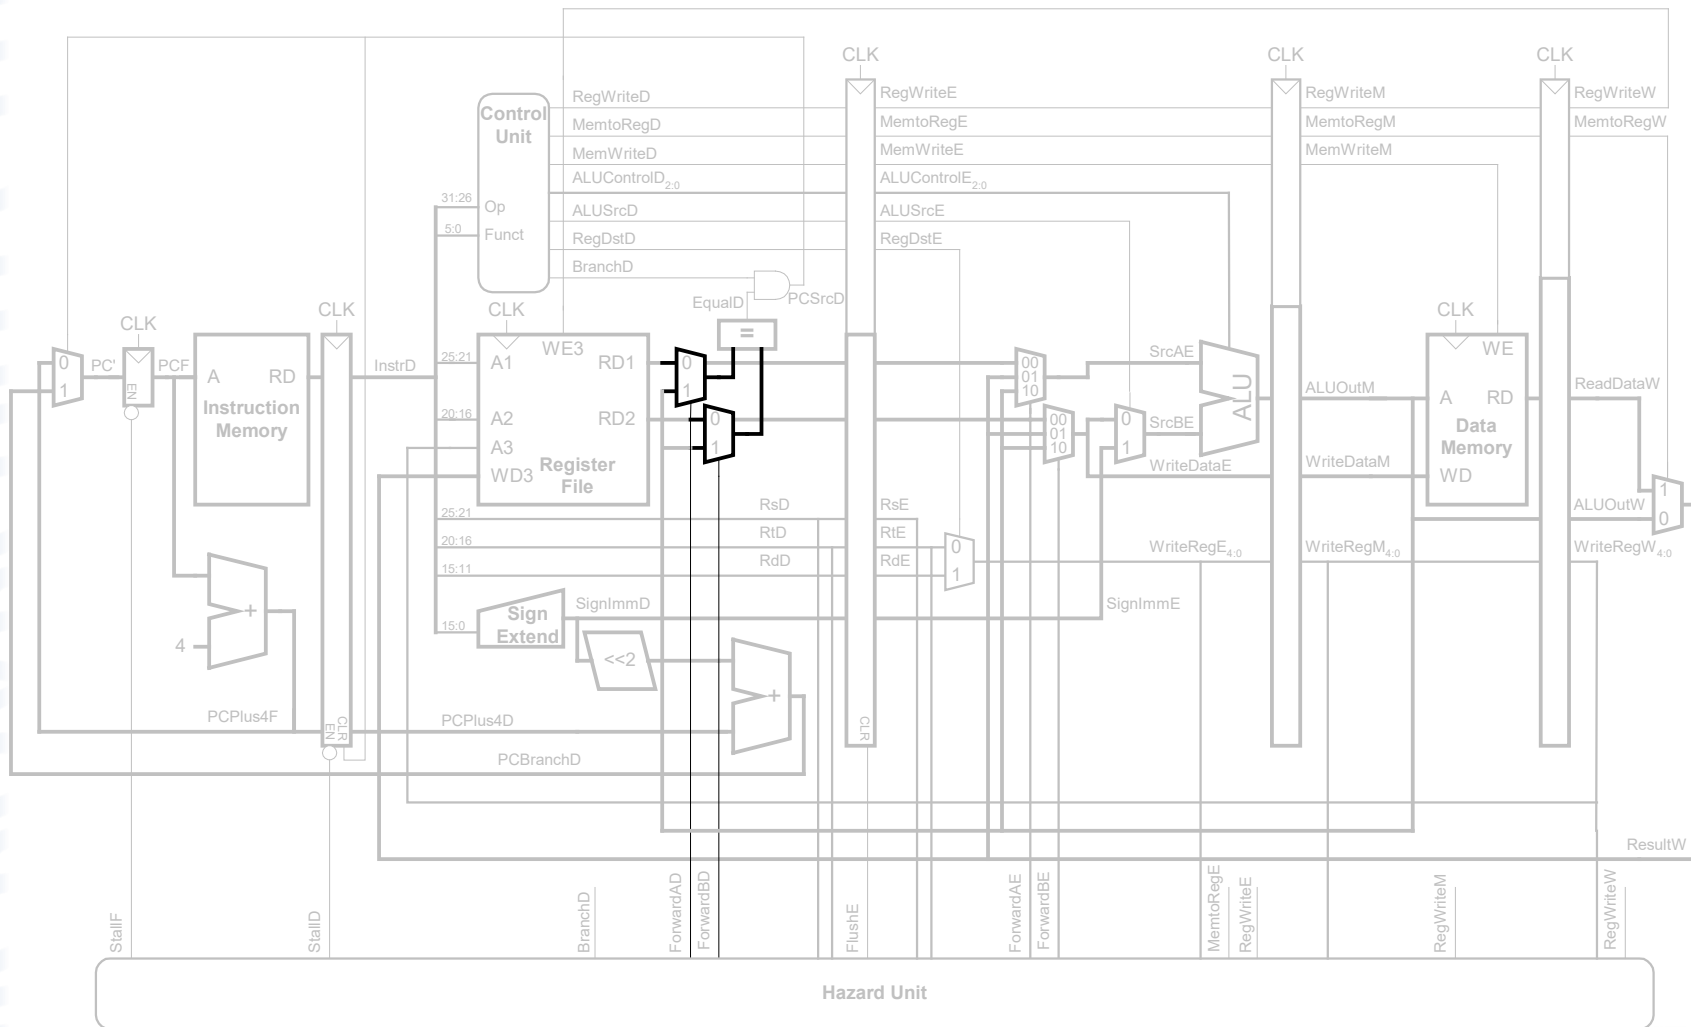 CLK CLK CLK
RegWriteD RegWriteE RegWriteM RegWriteW
Control
Unit
MemtoRegD MemtoRegE MemtoRegM MemtoRegW
MemWriteD MemWriteE MemWriteM
ALUControlD2:0 ALUControlE2:0
31:26 Op ALUSrcD ALUSrcE
5:0 Funct RegDstD RegDstE
BranchD
EqualD PCSrcD
CLK CLK CLK CLK
=
WE3 WE
0 PC' PCF A RD InstrD 25:21 A1 RD1 0 00 SrcAE ALUOutM A RD ReadDataW
1 EN 1 01
10
Instruction
Memory
20:16 A2 RD2 0 00 0 SrcBE ALU
1 01 1
10
Data
Memory
A3
WD3 Register
File
WriteDataE WriteDataM WD
1
0
25:21 RsD RsE ALUOutW
20:16 RtD RtE 0 WriteRegE4:0 WriteRegM4:0 WriteRegW4:0
15:11 RdD RdE 1
+
4
15:0 Sign
Extend
SignImmD SignImmE
<<2
+
PCPlus4F EN CLR PCPlus4D CLR
PCBranchD
ResultW
StallF StallD BranchD ForwardAD ForwardBD FlushE ForwardAE ForwardBE MemtoRegE RegWriteE RegWriteM RegWriteW
Hazard Unit